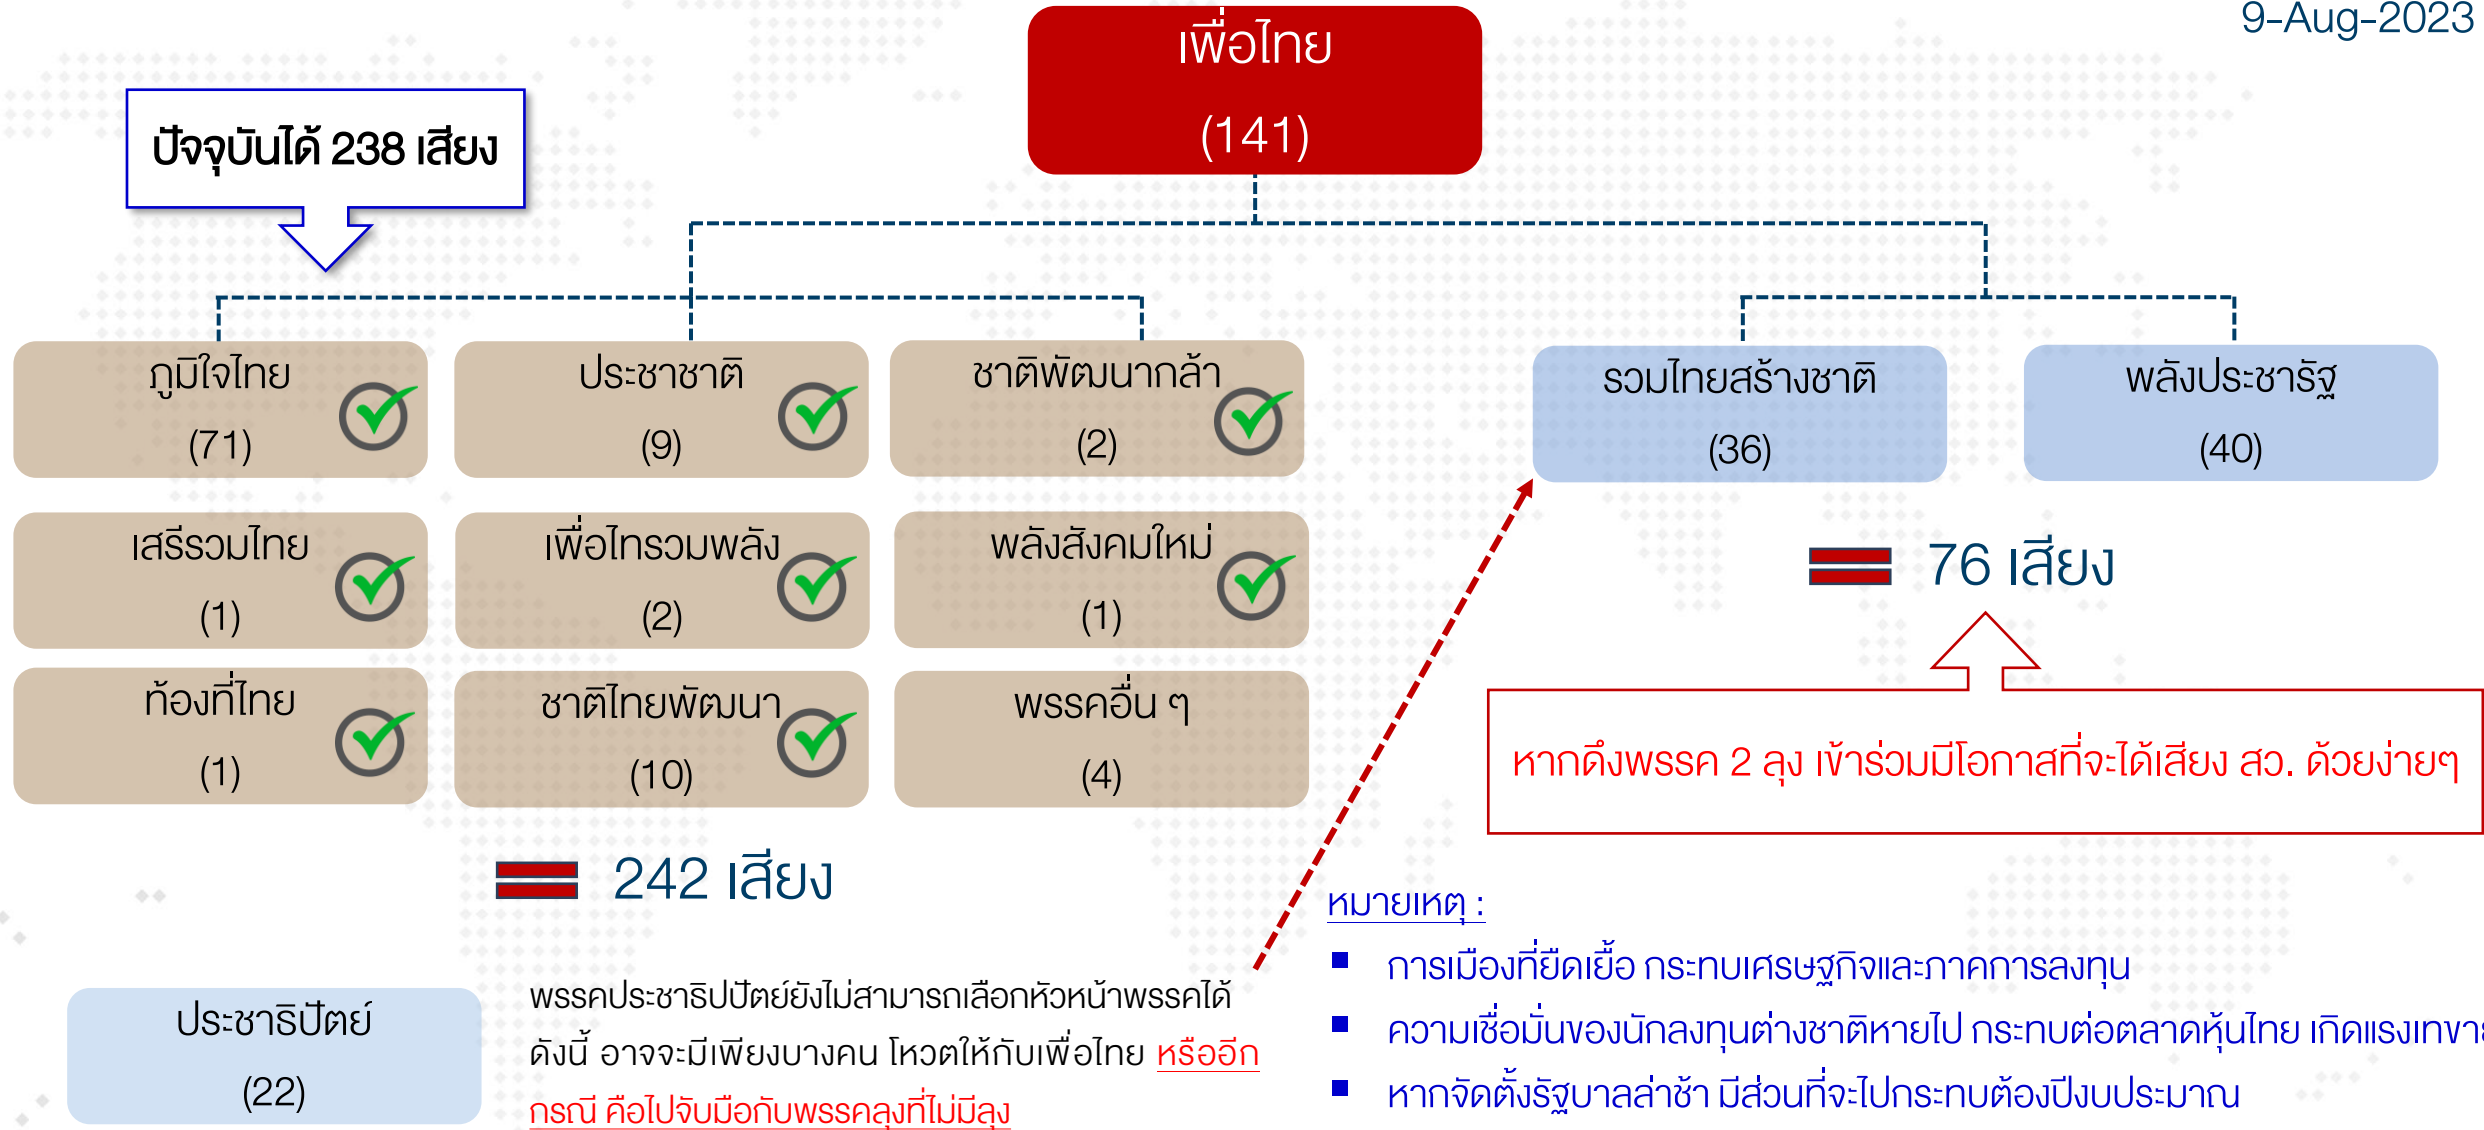 9-Aug-2023
เพื่อไทย
(141)
ปัจจุบันได้ 238 เสียง
ภูมิใจไทย
(71)
ประชาชาติ
(9)
ชาติพัฒนากล้า
(2)
รวมไทยสร้างชาติ
(36)
พลังประชารัฐ
(40)
เสรีรวมไทย
(1)
เพื่อไทรวมพลัง
(2)
พลังสังคมใหม่
(1)
76 เสียง
ท้องที่ไทย
(1)
ชาติไทยพัฒนา
(10)
พรรคอื่น ๆ
(4)
หากดึงพรรค 2 ลุง เข้าร่วมมีโอกาสที่จะได้เสียง สว. ด้วยง่ายๆ
242 เสียง
ประชาธิปัตย์
(22)
พรรคประชาธิปปัตย์ยังไม่สามารถเลือกหัวหน้าพรรคได้
ดังนี้ อาจจะมีเพียงบางคน โหวตให้กับเพื่อไทย หรืออีก
กรณี คือไปจับมือกับพรรคลุงที่ไม่มีลุง
หมายเหตุ :
การเมืองที่ยืดเยื้อ กระทบเศรษฐกิจและภาคการลงทุน
ความเชื่อมั่นของนักลงทุนต่างชาติหายไป กระทบต่อตลาดหุ้นไทย เกิดแรงเทขาย
หากจัดตั้งรัฐบาลล่าช้า มีส่วนที่จะไปกระทบต้องปีงบประมาณ